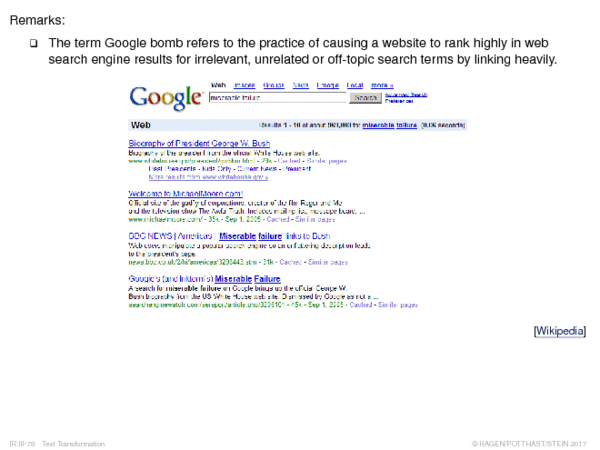 Remarks:
❑ The term Google bomb refers to the practice of causing a website to rank highly in web
search engine results for irrelevant, unrelated or off-topic search terms by linking heavily.
Web Images Groups News Froogle Local more »
Google miserable failure Search Advanced Search
Preferences
Web Results 1 - 10 of about 969,000 for miserable failure. (0.06 seconds)
Biography of President George W. Bush
Biography of the president from the official White House web site.
www.whitehouse.gov/president/gwbbio.html - 29k - Cached - Similar pages
Past Presidents - Kids Only - Current News - President
More results from www.whitehouse.gov »
Welcome to MichaelMoore.com!
Official site of the gadfly of corporations, creator of the film Roger and Me
and the television show The Awful Truth. Includes mailing list, message board, ...
www.michaelmoore.com/ - 35k - Sep 1, 2005 - Cached - Similar pages
BBC NEWS | Americas | 'Miserable failure' links to Bush
Web users manipulate a popular search engine so an unflattering description leads
to the president's page.
news.bbc.co.uk/2/hi/americas/3298443.stm - 31k - Cached - Similar pages
Google's (and Inktomi's) Miserable Failure
A search for miserable failure on Google brings up the official George W.
Bush biography from the US White House web site. Dismissed by Google as not a ...
searchenginewatch.com/sereport/article.php/3296101 - 45k - Sep 1, 2005 - Cached - Similar pages
[Wikipedia]
IR:III-78 Text Transformation © HAGEN/POTTHAST/STEIN 2017